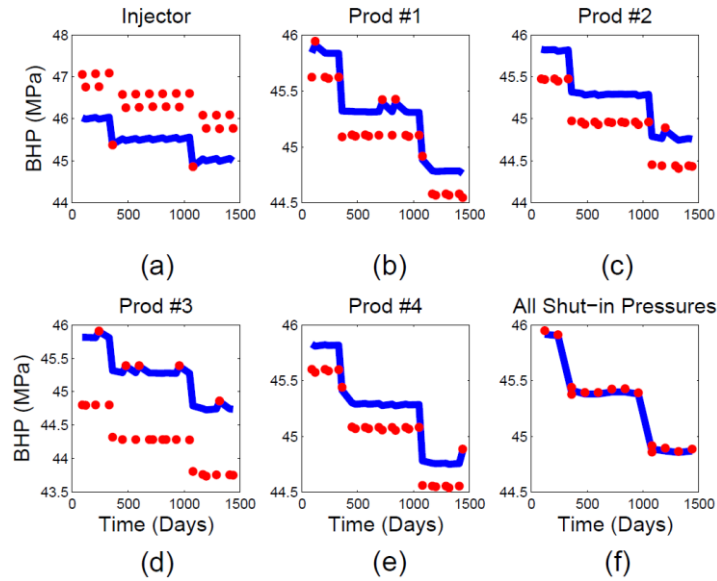 Injector
Prod #1
Prod #2
BHP (MPa)
48
47
46
45
44
0 500 1000 1500
46
45.5
45
44.5
0 500 1000 1500
46
45.5
45
44.5
44
0 500 1000 1500
(a)
(b)
(c)
Prod #3
Prod #4
All Shut-in Pressures
BHP (MPa)
46
45.5
45
44.5
44
43.5
0 500 1000 1500
46
45.5
45
44.5
0 500 1000 1500
46
45.5
45
44.5
0 500 1000 1500
Time (Days)
Time (Days)
Time (Days)
(d)
(e)
(f)